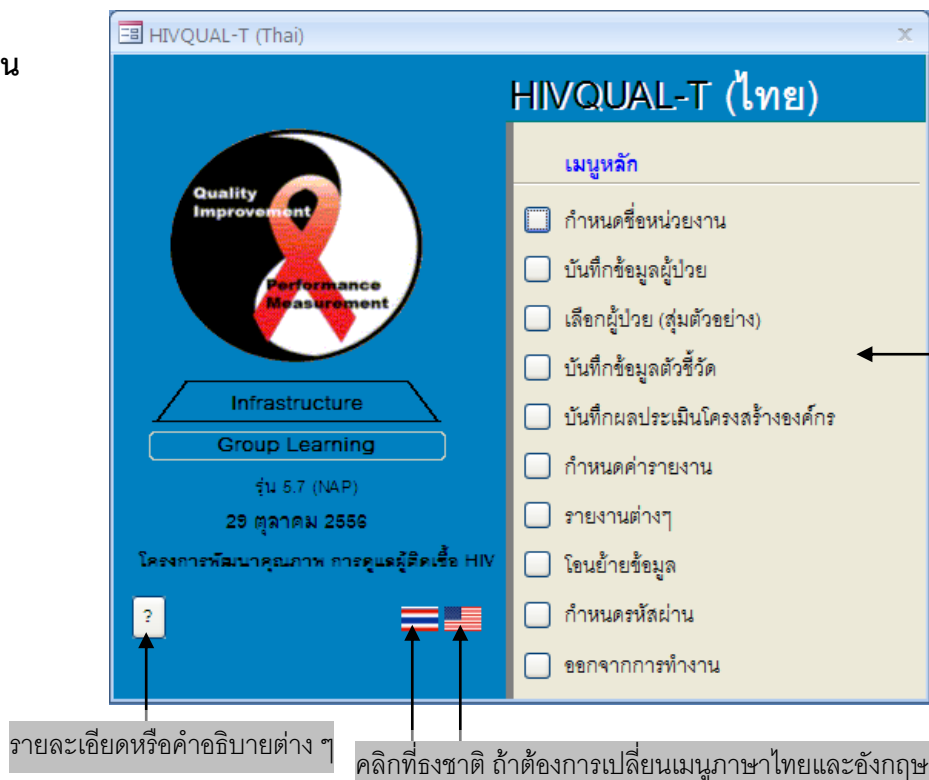 HIVQUAL-T (Thai)
น
HIVQUAL-T (ไทย)
เมนูหลัก
Quality
Improvement
Performance
Measurement
กำหนดชื่อหน่วยงาน
บันทึกข้อมูลผู้ป่วย
เลือกผู้ป่วย (สุ่มตัวอย่าง)
บันทึกข้อมูลตัวชี้วัด
บันทึกผลประเมินโครงสร้างองค์กร
กำหนดค่ารายงาน
รายงานต่างๆ
โอนย้ายข้อมูล
กำหนดรหัสผ่าน
ออกจากการทำงาน
Infrastructure
Group Learning
รุ่น 5.7 (NAP)
29 ตุลาคม 2556
โครงการพัฒนาคุณภาพ การดูแลผู้ติดเชื้อ HIV
?
รายละเอียดหรือคำอธิบายต่าง ๆ
คลิกที่ธงชาติ ถ้าต้องการเปลี่ยนเมนูภาษาไทยและอังกฤษ